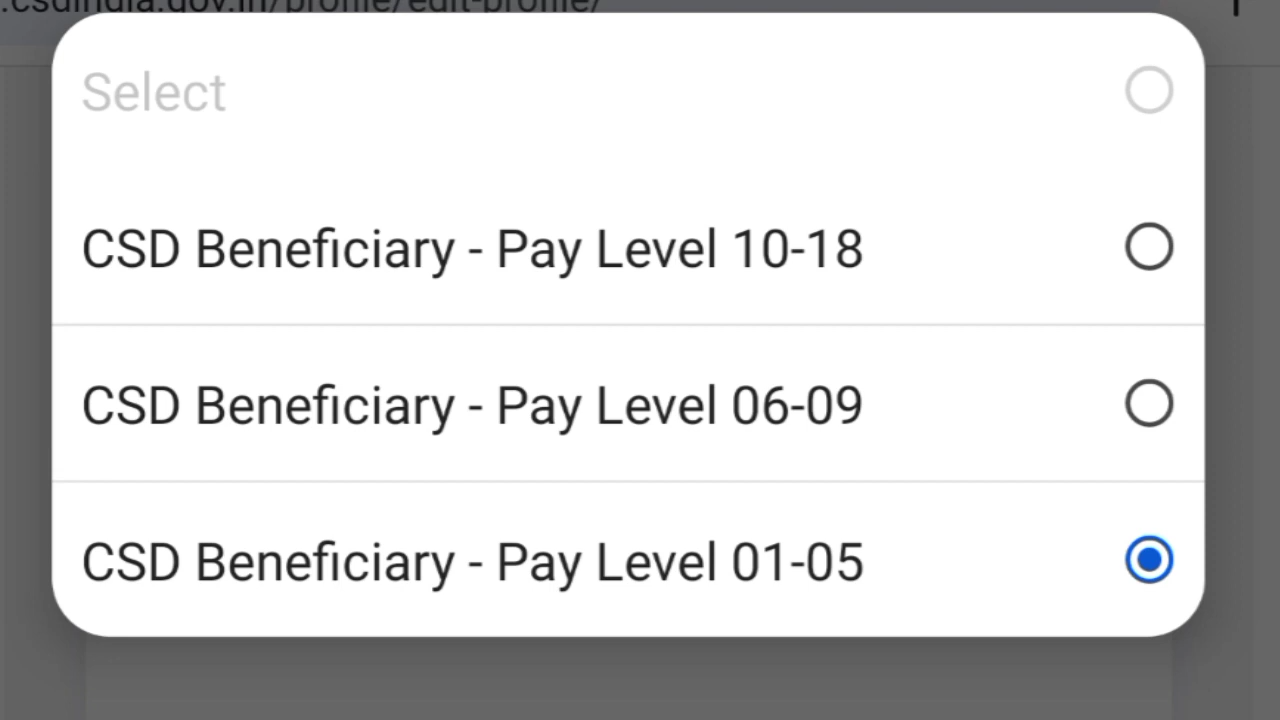 .csdindia.gov.in/profile/edit-profile/
Select
CSD Beneficiary - Pay Level 10-18
CSD Beneficiary - Pay Level 06-09
CSD Beneficiary - Pay Level 01-05